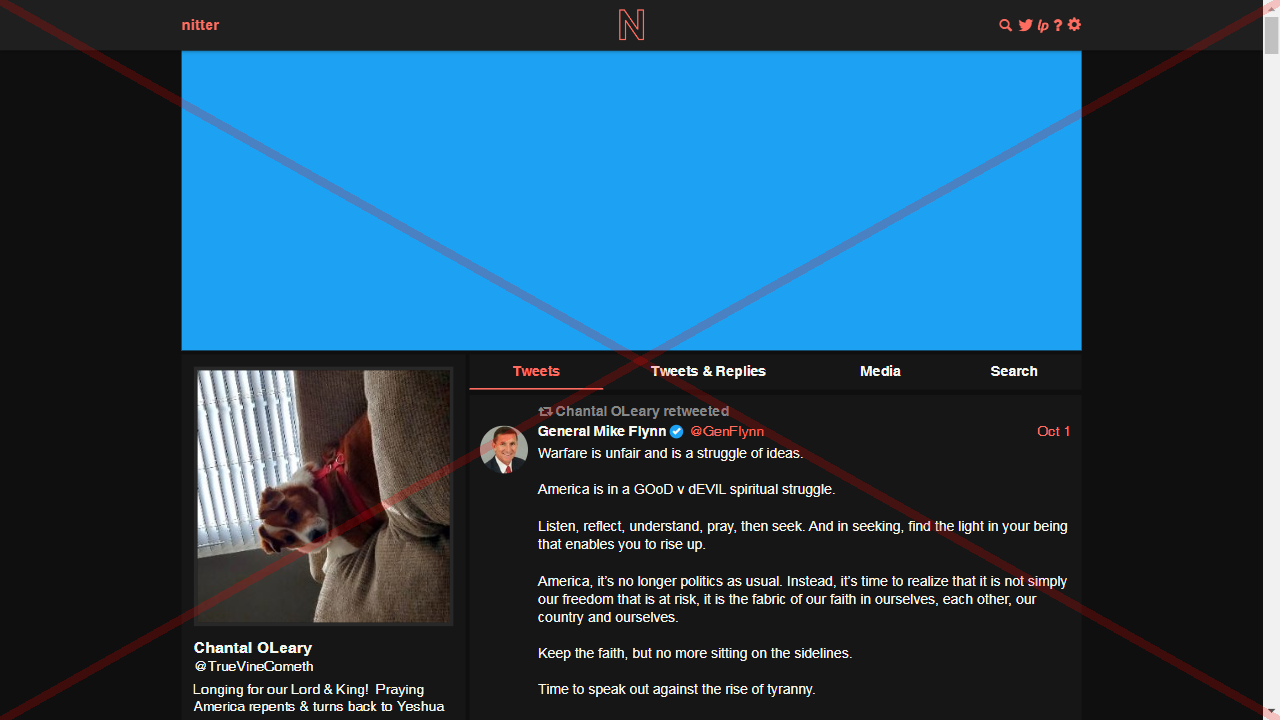 nitter
N
lp ?
Tweets
Tweets & Replies
Media
Search
Chantal OLeary retweeted
General Mike Flynn @GenFlynn Oct 1
Warfare is unfair and is a struggle of ideas.
America is in a GOoD v dEVIL spiritual struggle.
Listen, reflect, understand, pray, then seek. And in seeking, find the light in your being
that enables you to rise up.
America, it’s no longer politics as usual. Instead, it’s time to realize that it is not simply
our freedom that is at risk, it is the fabric of our faith in ourselves, each other, our
country and ourselves.
Keep the faith, but no more sitting on the sidelines.
Time to speak out against the rise of tyranny.
Chantal OLeary
@TrueVineCometh
Longing for our Lord & King! Praying
America repents & turns back to Yeshua